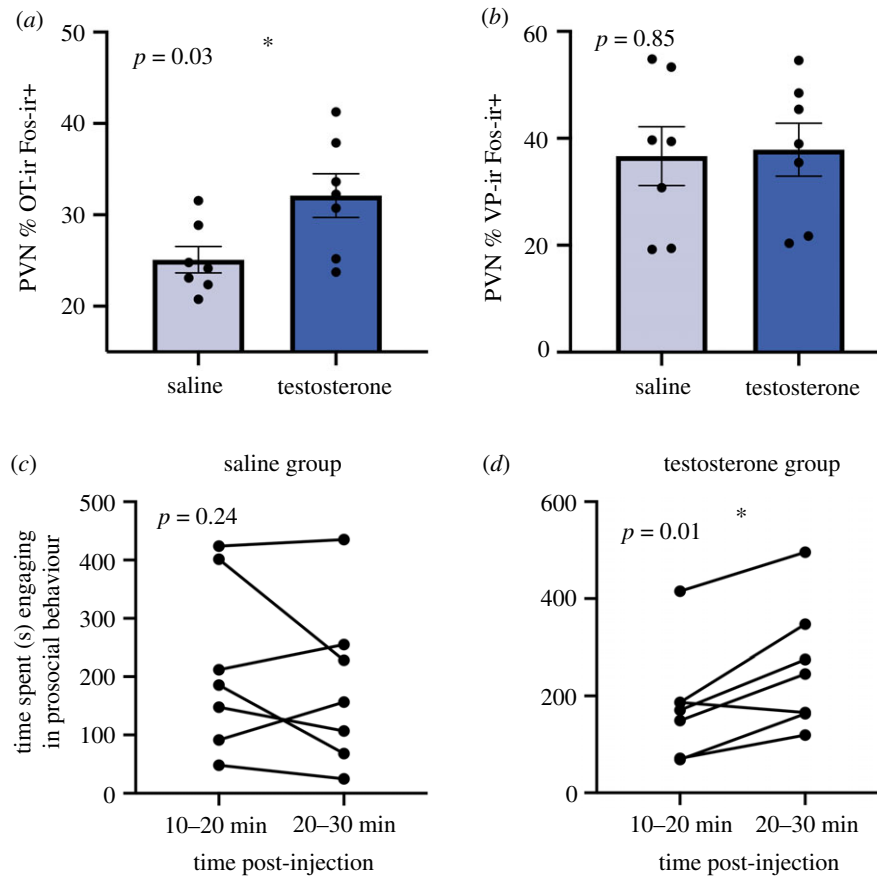 (a)
50
40
30
20
PVN % OT-ir Fos-ir+
p = 0.03
*
saline
testosterone
(b)
60
40
20
0
PVN % VP-ir Fos-ir+
p = 0.85
saline
testosterone
(c)
saline group
500
400
300
200
100
0
time spent (s) engaging
in prosocial behaviour
p = 0.24
10–20 min
20–30 min
time post-injection
(d)
testosterone group
600
400
200
0
p = 0.01
*
10–20 min
20–30 min
time post-injection